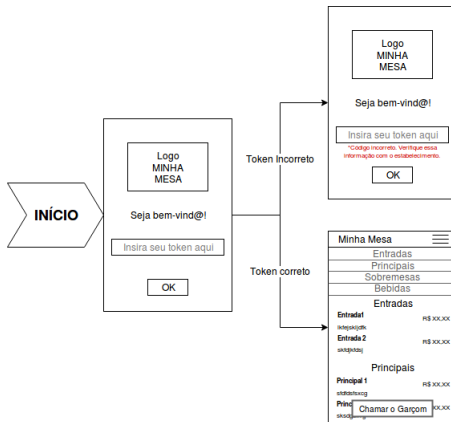 INÍCIO
Logo
MINHA
MESA
Seja bem-vind@!
Insira seu token aqui
OK
Token Incorreto
Token correto
Logo
MINHA
MESA
Seja bem-vind@!
Insira seu token aqui
*Código incorreto. Verifique essa
informação com o estabelecimento.
OK
Minha Mesa
Entradas
Principais
Sobremesas
Bebidas
Entradas
Entrada1 R$ XX,XX
Entrada 2 R$ XX,XX
Principais
Principal 1 R$ XX,XX
Chamar o Garçom